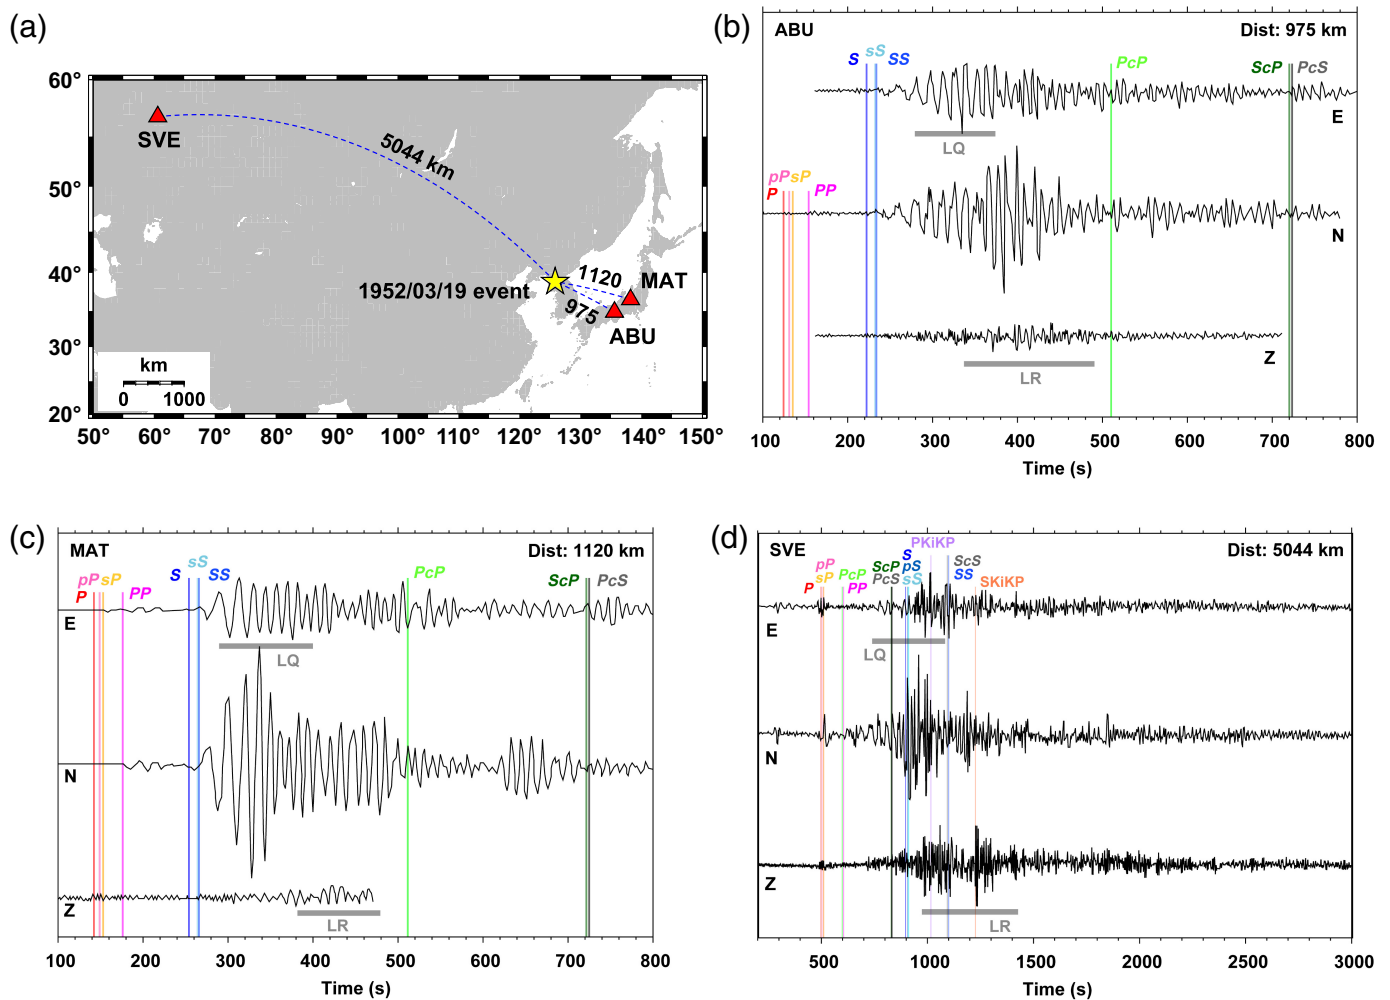 (a)
60°
50°
40°
30°
20°
50° 60° 70° 80° 90° 100° 110° 120° 130° 140° 150°
SVE
5044 km
1952/03/19 event
1120
975
MAT
ABU
km
0 1000
(b)
ABU Dist: 975 km
S sS SS PcP ScP PcS
E
LQ
P pP sP PP
N
Z
LR
100 200 300 400 500 600 700 800
Time (s)
(c)
MAT Dist: 1120 km
P pP sP PP S sS SS PcP ScP PcS
E
LQ
N
Z
LR
100 200 300 400 500 600 700 800
Time (s)
(d)
SVE Dist: 5044 km
PKiKP
P pP sP PcP PP ScP PcS S pS sS ScS SS SKiKP
E
LQ
N
Z
LR
500 1000 1500 2000 2500 3000
Time (s)